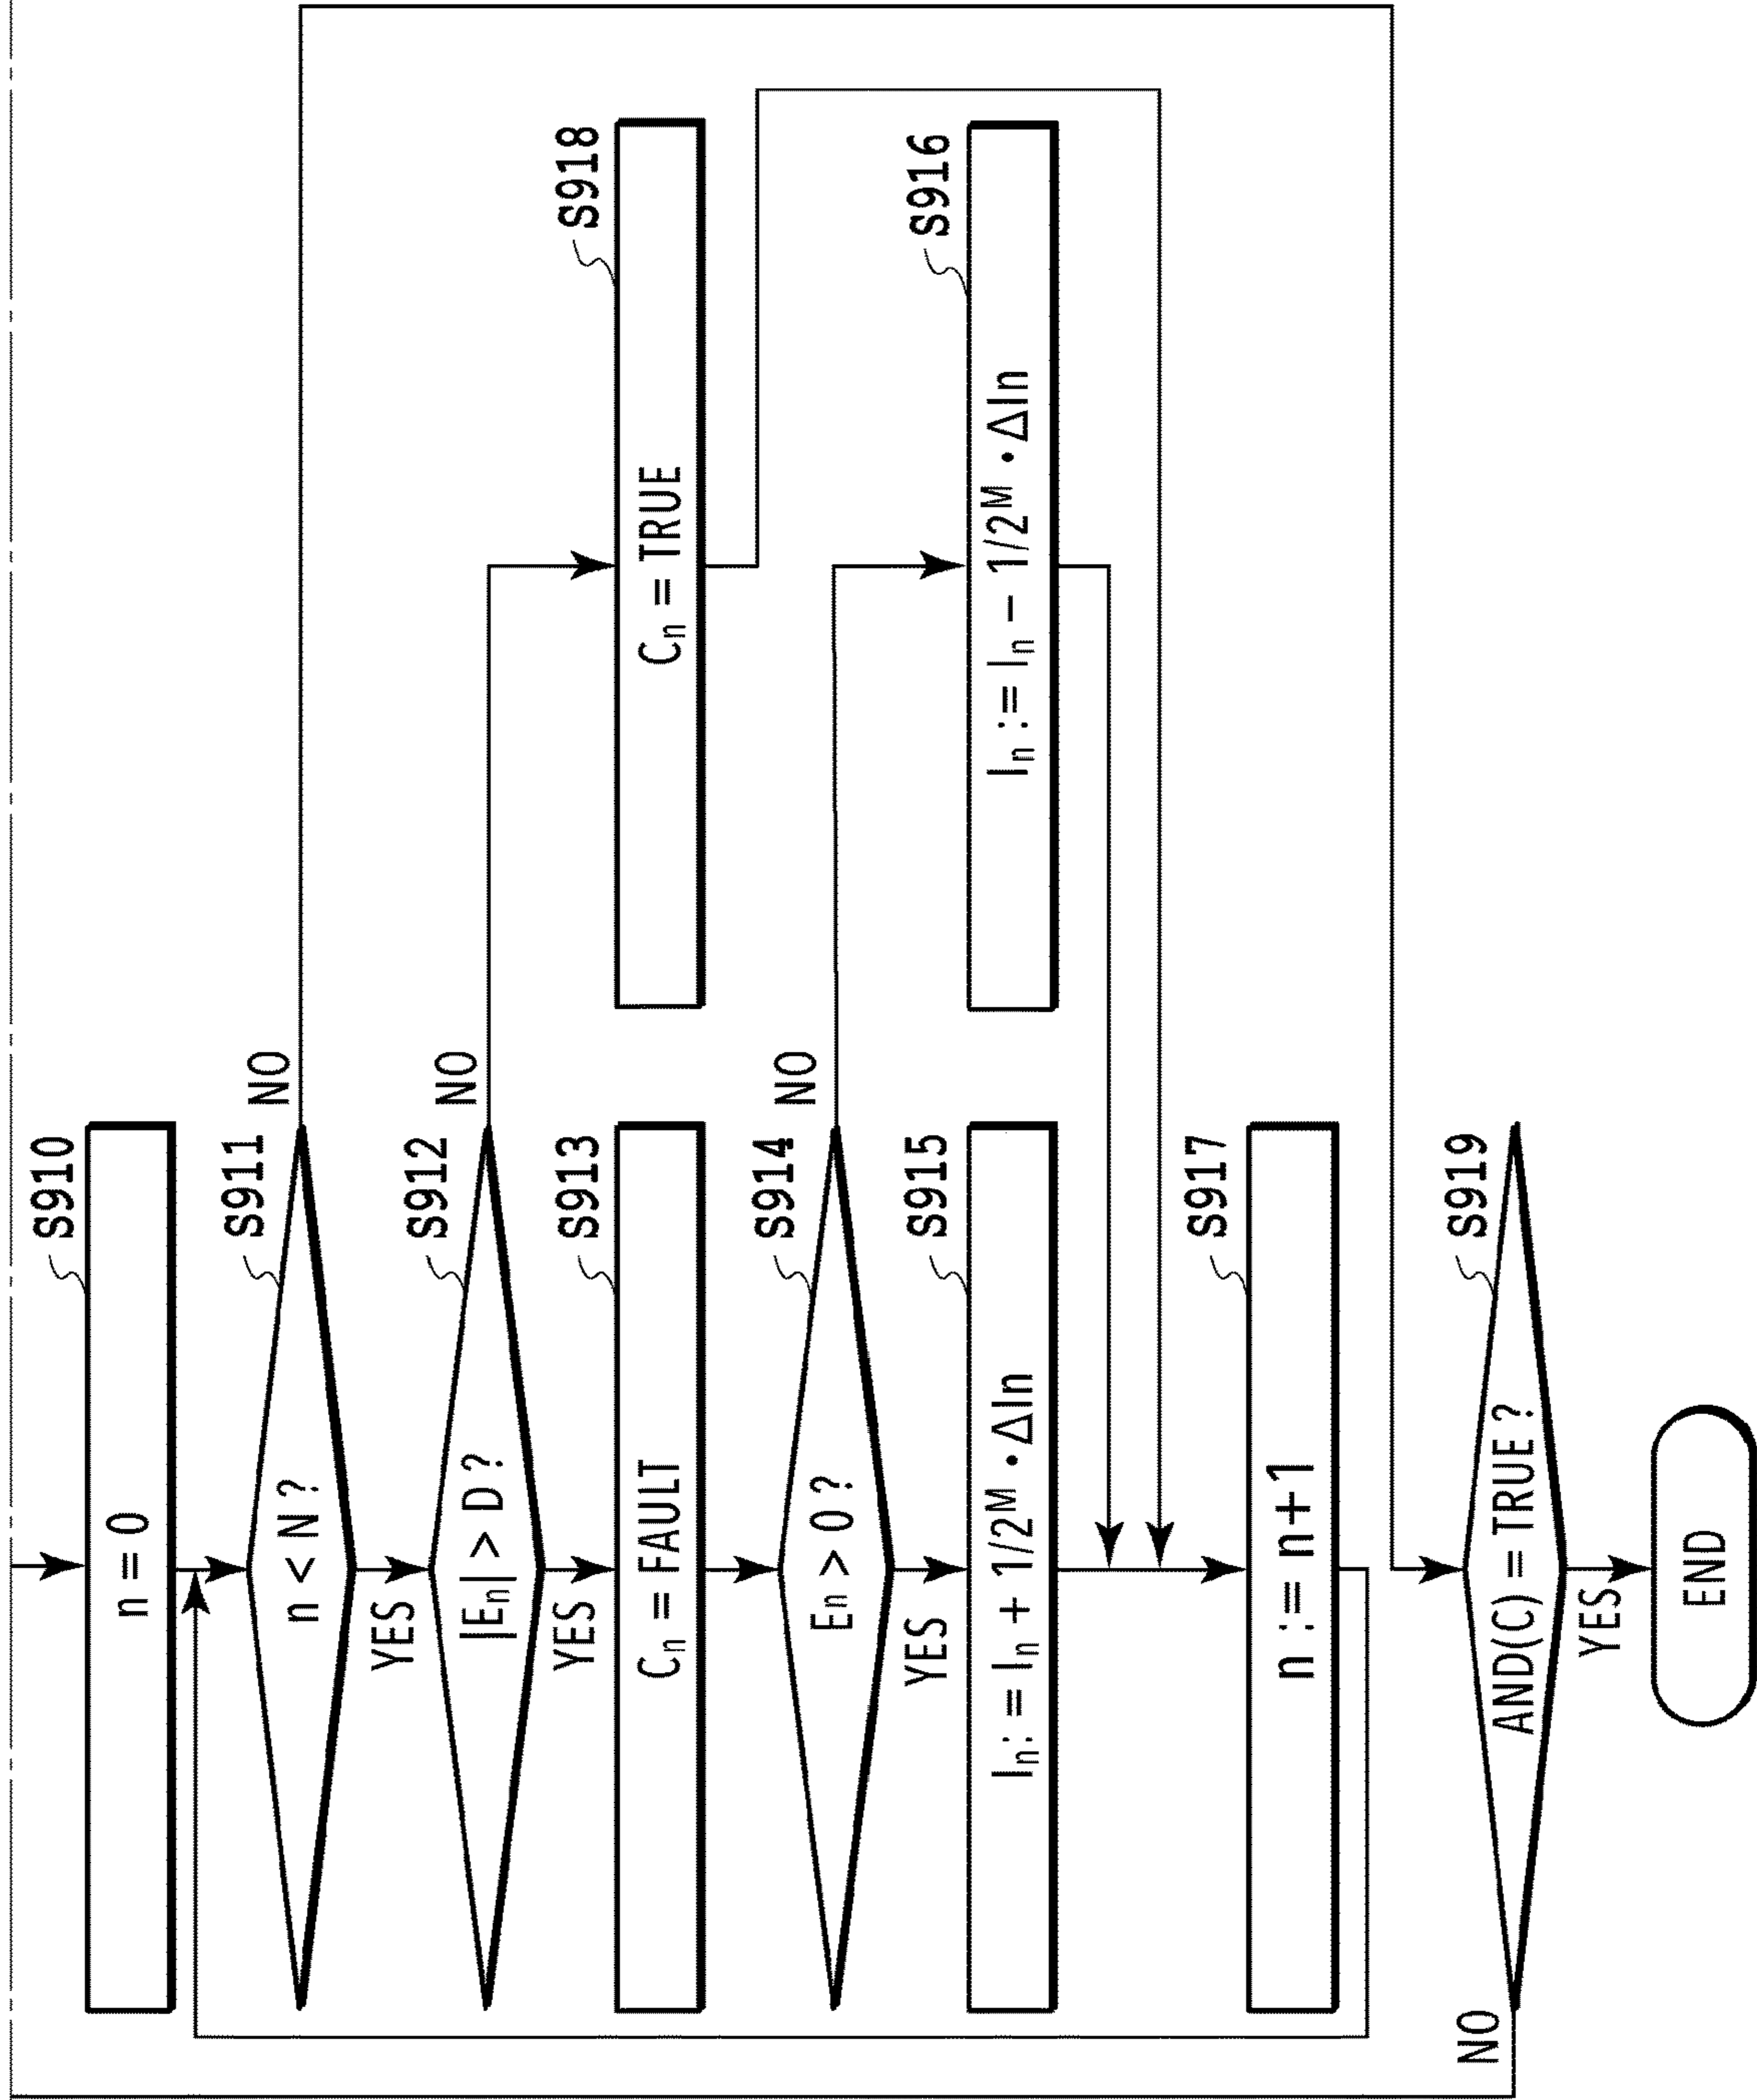 S910
n = 0
S911
n < N ?
NO
YES
S912
|Eₙ| > D ?
NO
YES
S913
Cₙ = FAULT
S918
Cₙ = TRUE
S914
Eₙ > 0 ?
NO
YES
S915
Iₙ := Iₙ + 1/2ᴹ · ΔIn
S916
Iₙ := Iₙ − 1/2ᴹ · ΔIn
S917
n := n+1
S919
AND(C) = TRUE ?
NO
YES
END